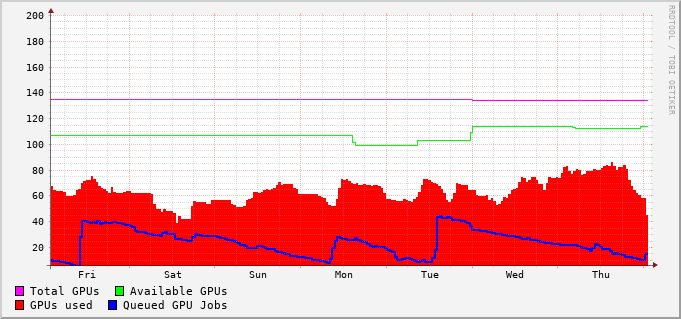 200
180
160
140
120
100
80
60
40
20
Fri Sat Sun Mon Tue Wed Thu
Total GPUs Available GPUs
GPUs used Queued GPU Jobs
RRDTOOL / TOBI OETIKER